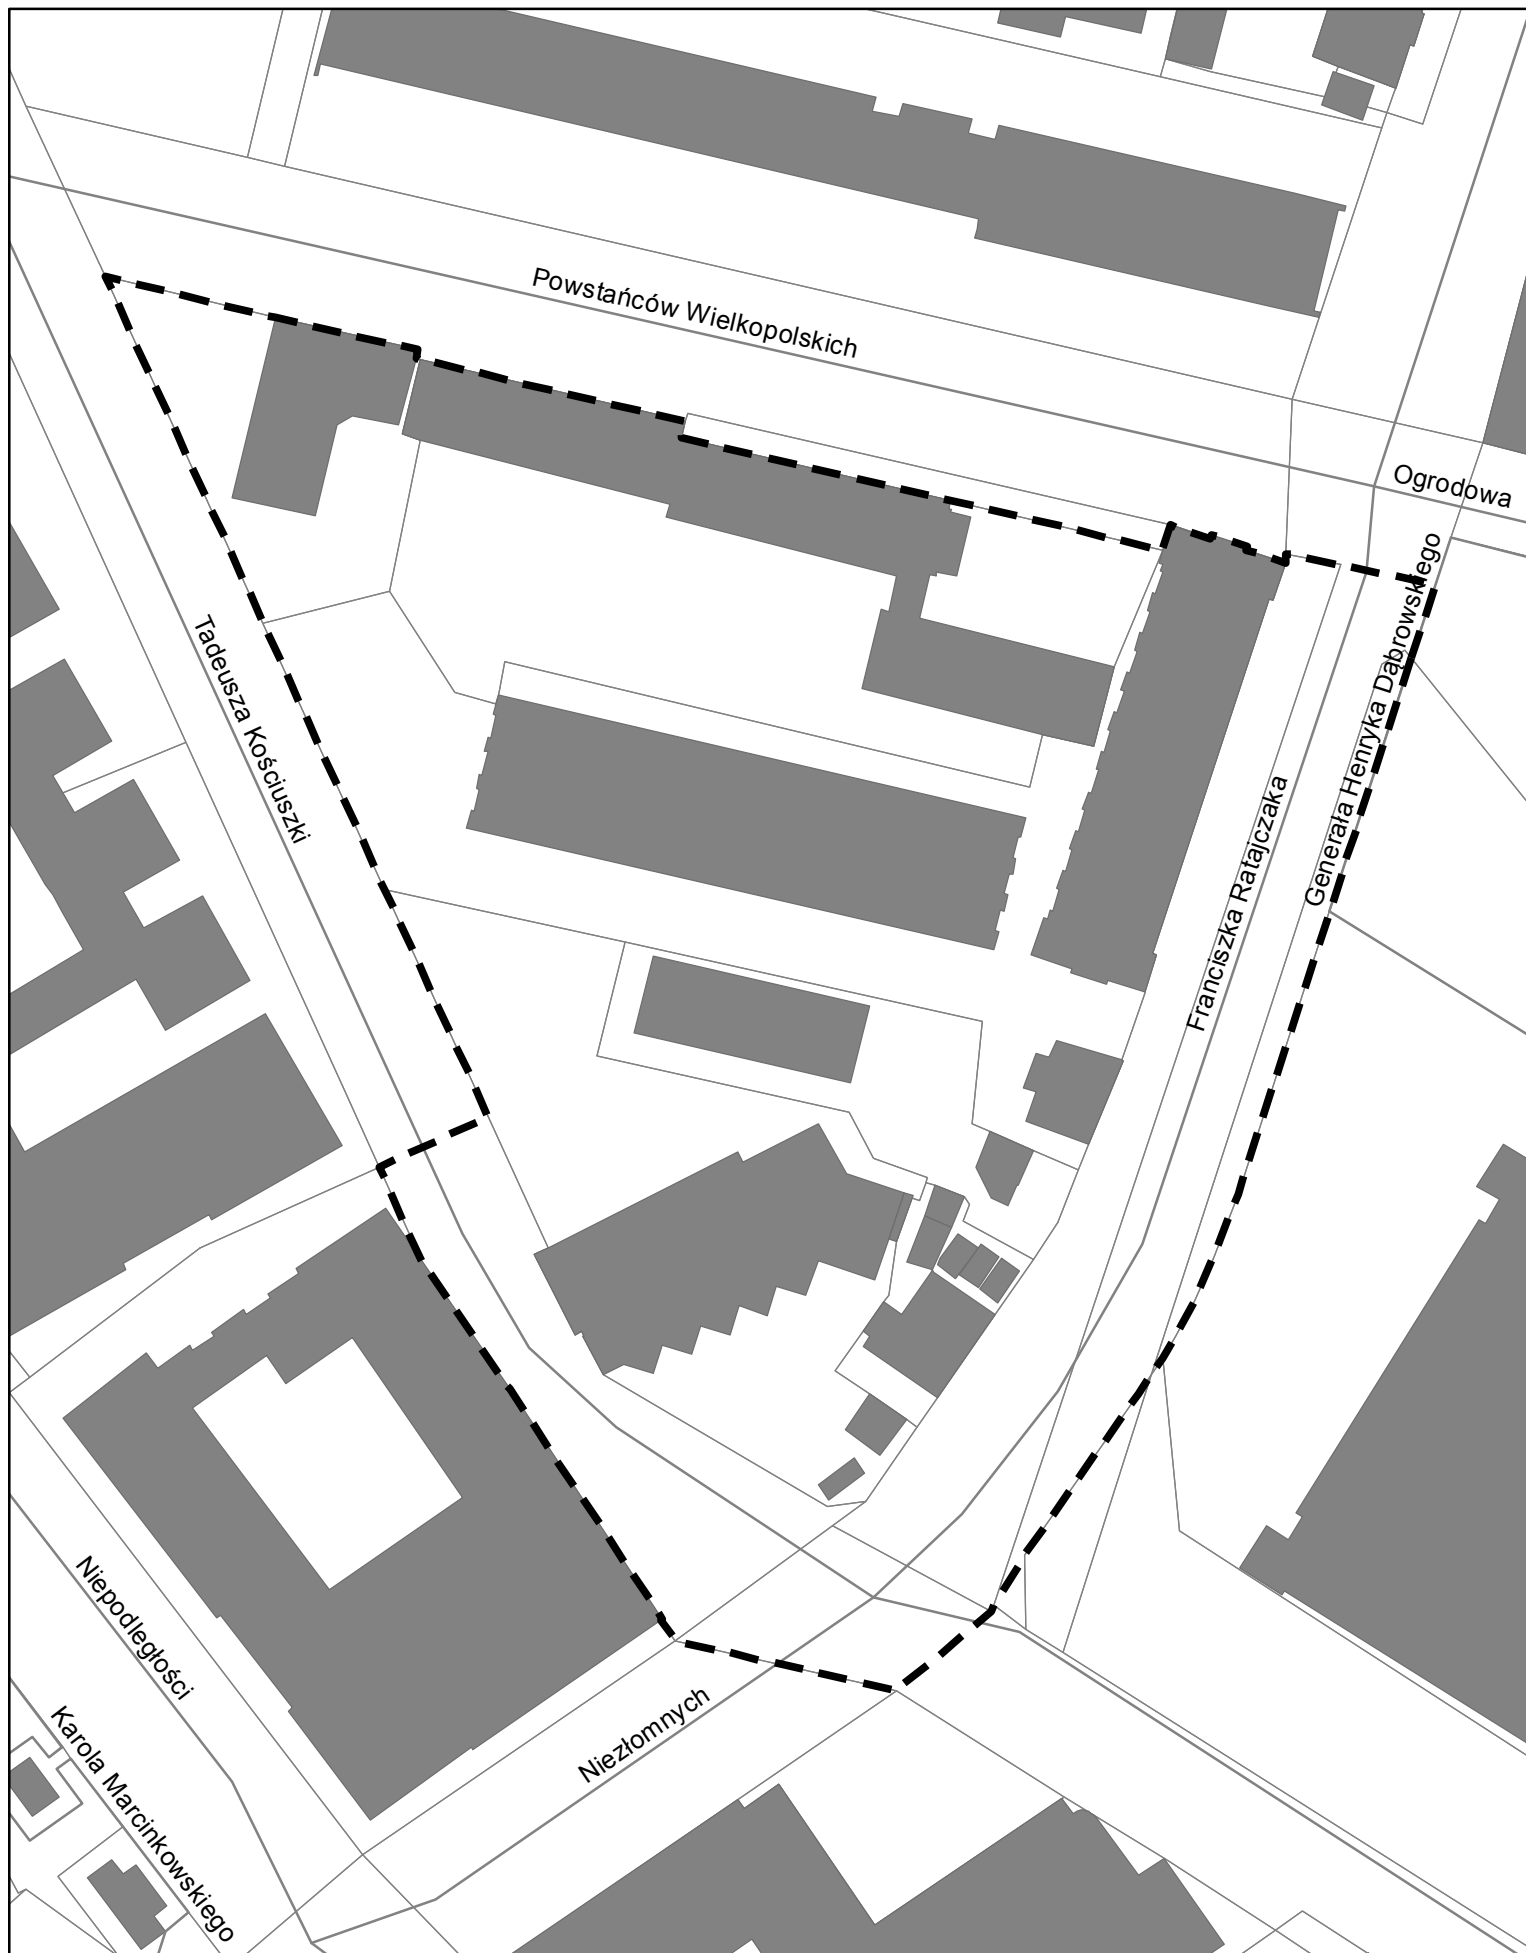 Powstańców Wielkopolskich
Ogrodowa
Tadeusza Kościuszki
Generała Henryka Dąbrowskiego
Franciszka Ratajczaka
Niepodległości
Niezłomnych
Karola Marcinkowskiego